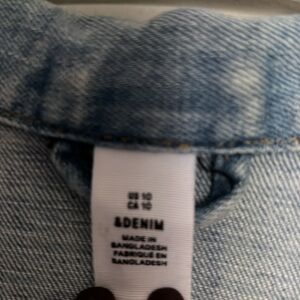 US 10
CA 10
&DENIM
MADE IN
BANGLADESH
FABRIQUÉ EN
BANGLADESH